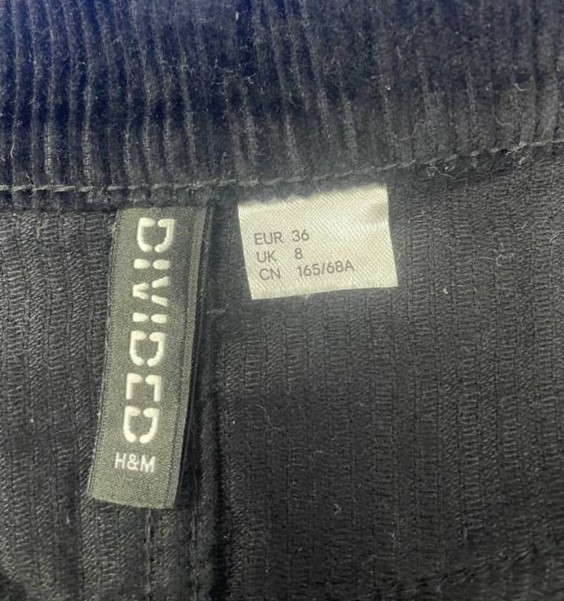 DIVIDED
H&M
EUR 36
UK 8
CN 165/68A